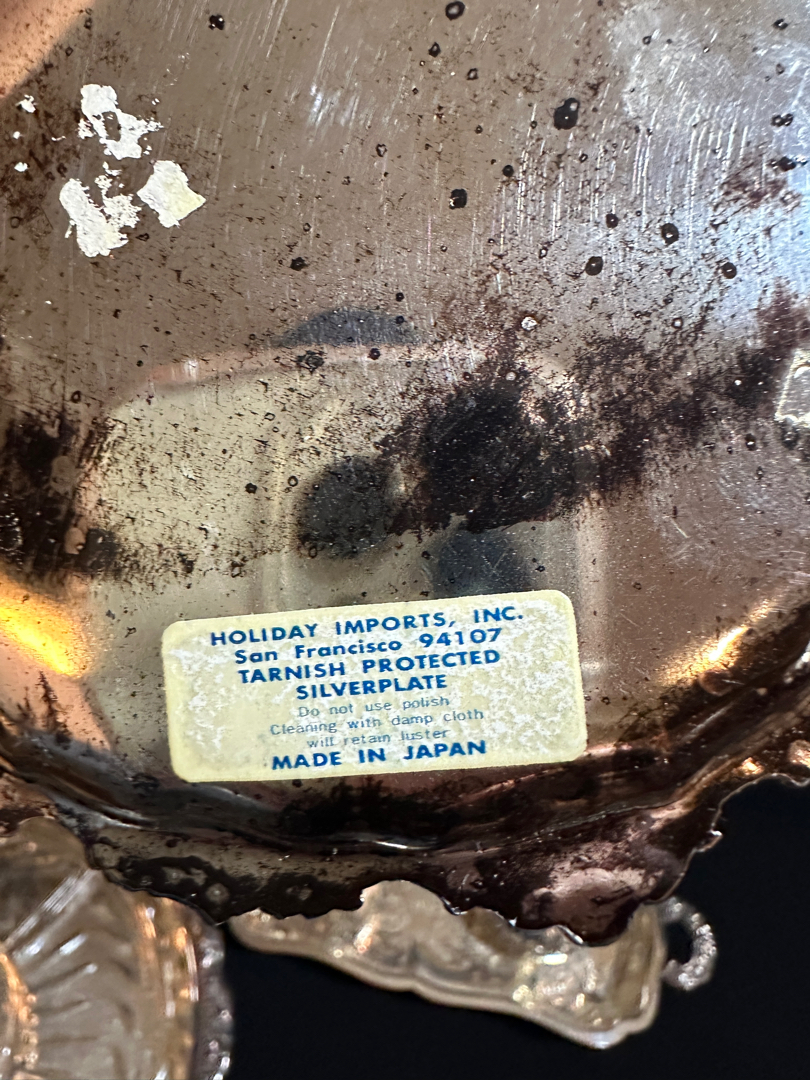 HOLIDAY IMPORTS, INC.
San Francisco 94107
TARNISH PROTECTED
SILVERPLATE
Do not use polish
Cleaning with damp cloth
will retain luster
MADE IN JAPAN